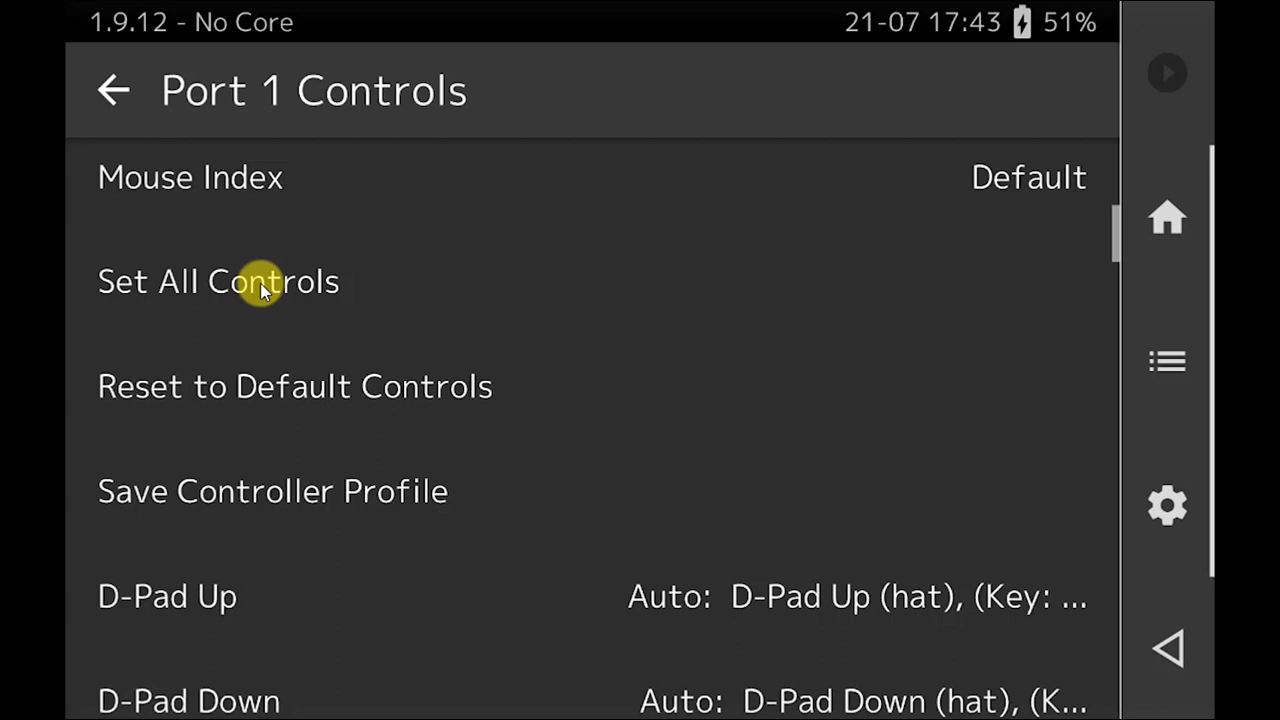 1.9.12 - No Core
21-07 17:43 51%
Port 1 Controls
Mouse Index Default
Set All Controls
Reset to Default Controls
Save Controller Profile
D-Pad Up Auto: D-Pad Up (hat), (Key: ...
D-Pad Down Auto: D-Pad Down (hat), (K...